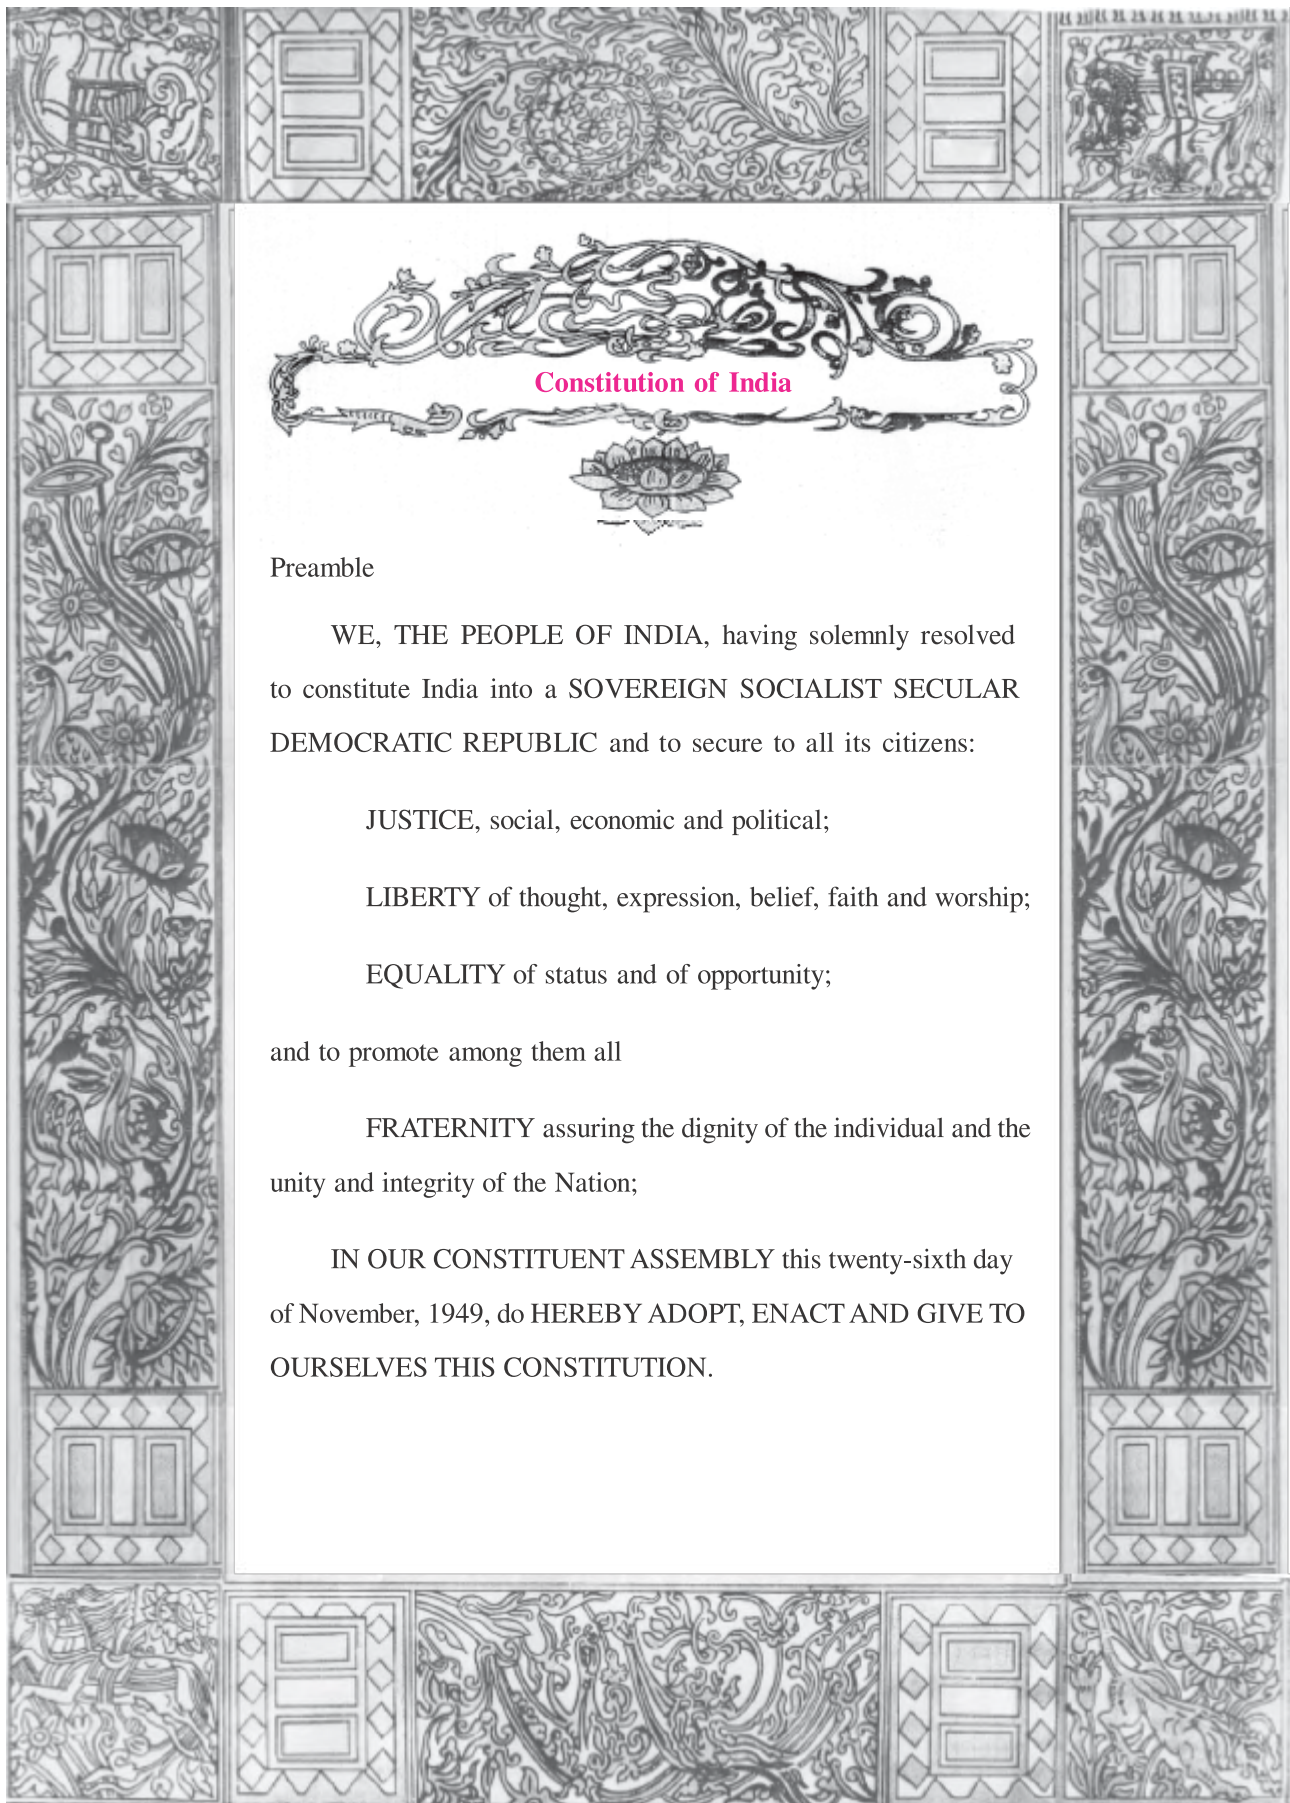 Constitution of India
Preamble
WE, THE PEOPLE OF INDIA, having solemnly resolved
to constitute India into a SOVEREIGN SOCIALIST SECULAR
DEMOCRATIC REPUBLIC and to secure to all its citizens:
JUSTICE, social, economic and political;
LIBERTY of thought, expression, belief, faith and worship;
EQUALITY of status and of opportunity;
and to promote among them all
FRATERNITY assuring the dignity of the individual and the
unity and integrity of the Nation;
IN OUR CONSTITUENT ASSEMBLY this twenty-sixth day
of November, 1949, do HEREBY ADOPT, ENACT AND GIVE TO
OURSELVES THIS CONSTITUTION.